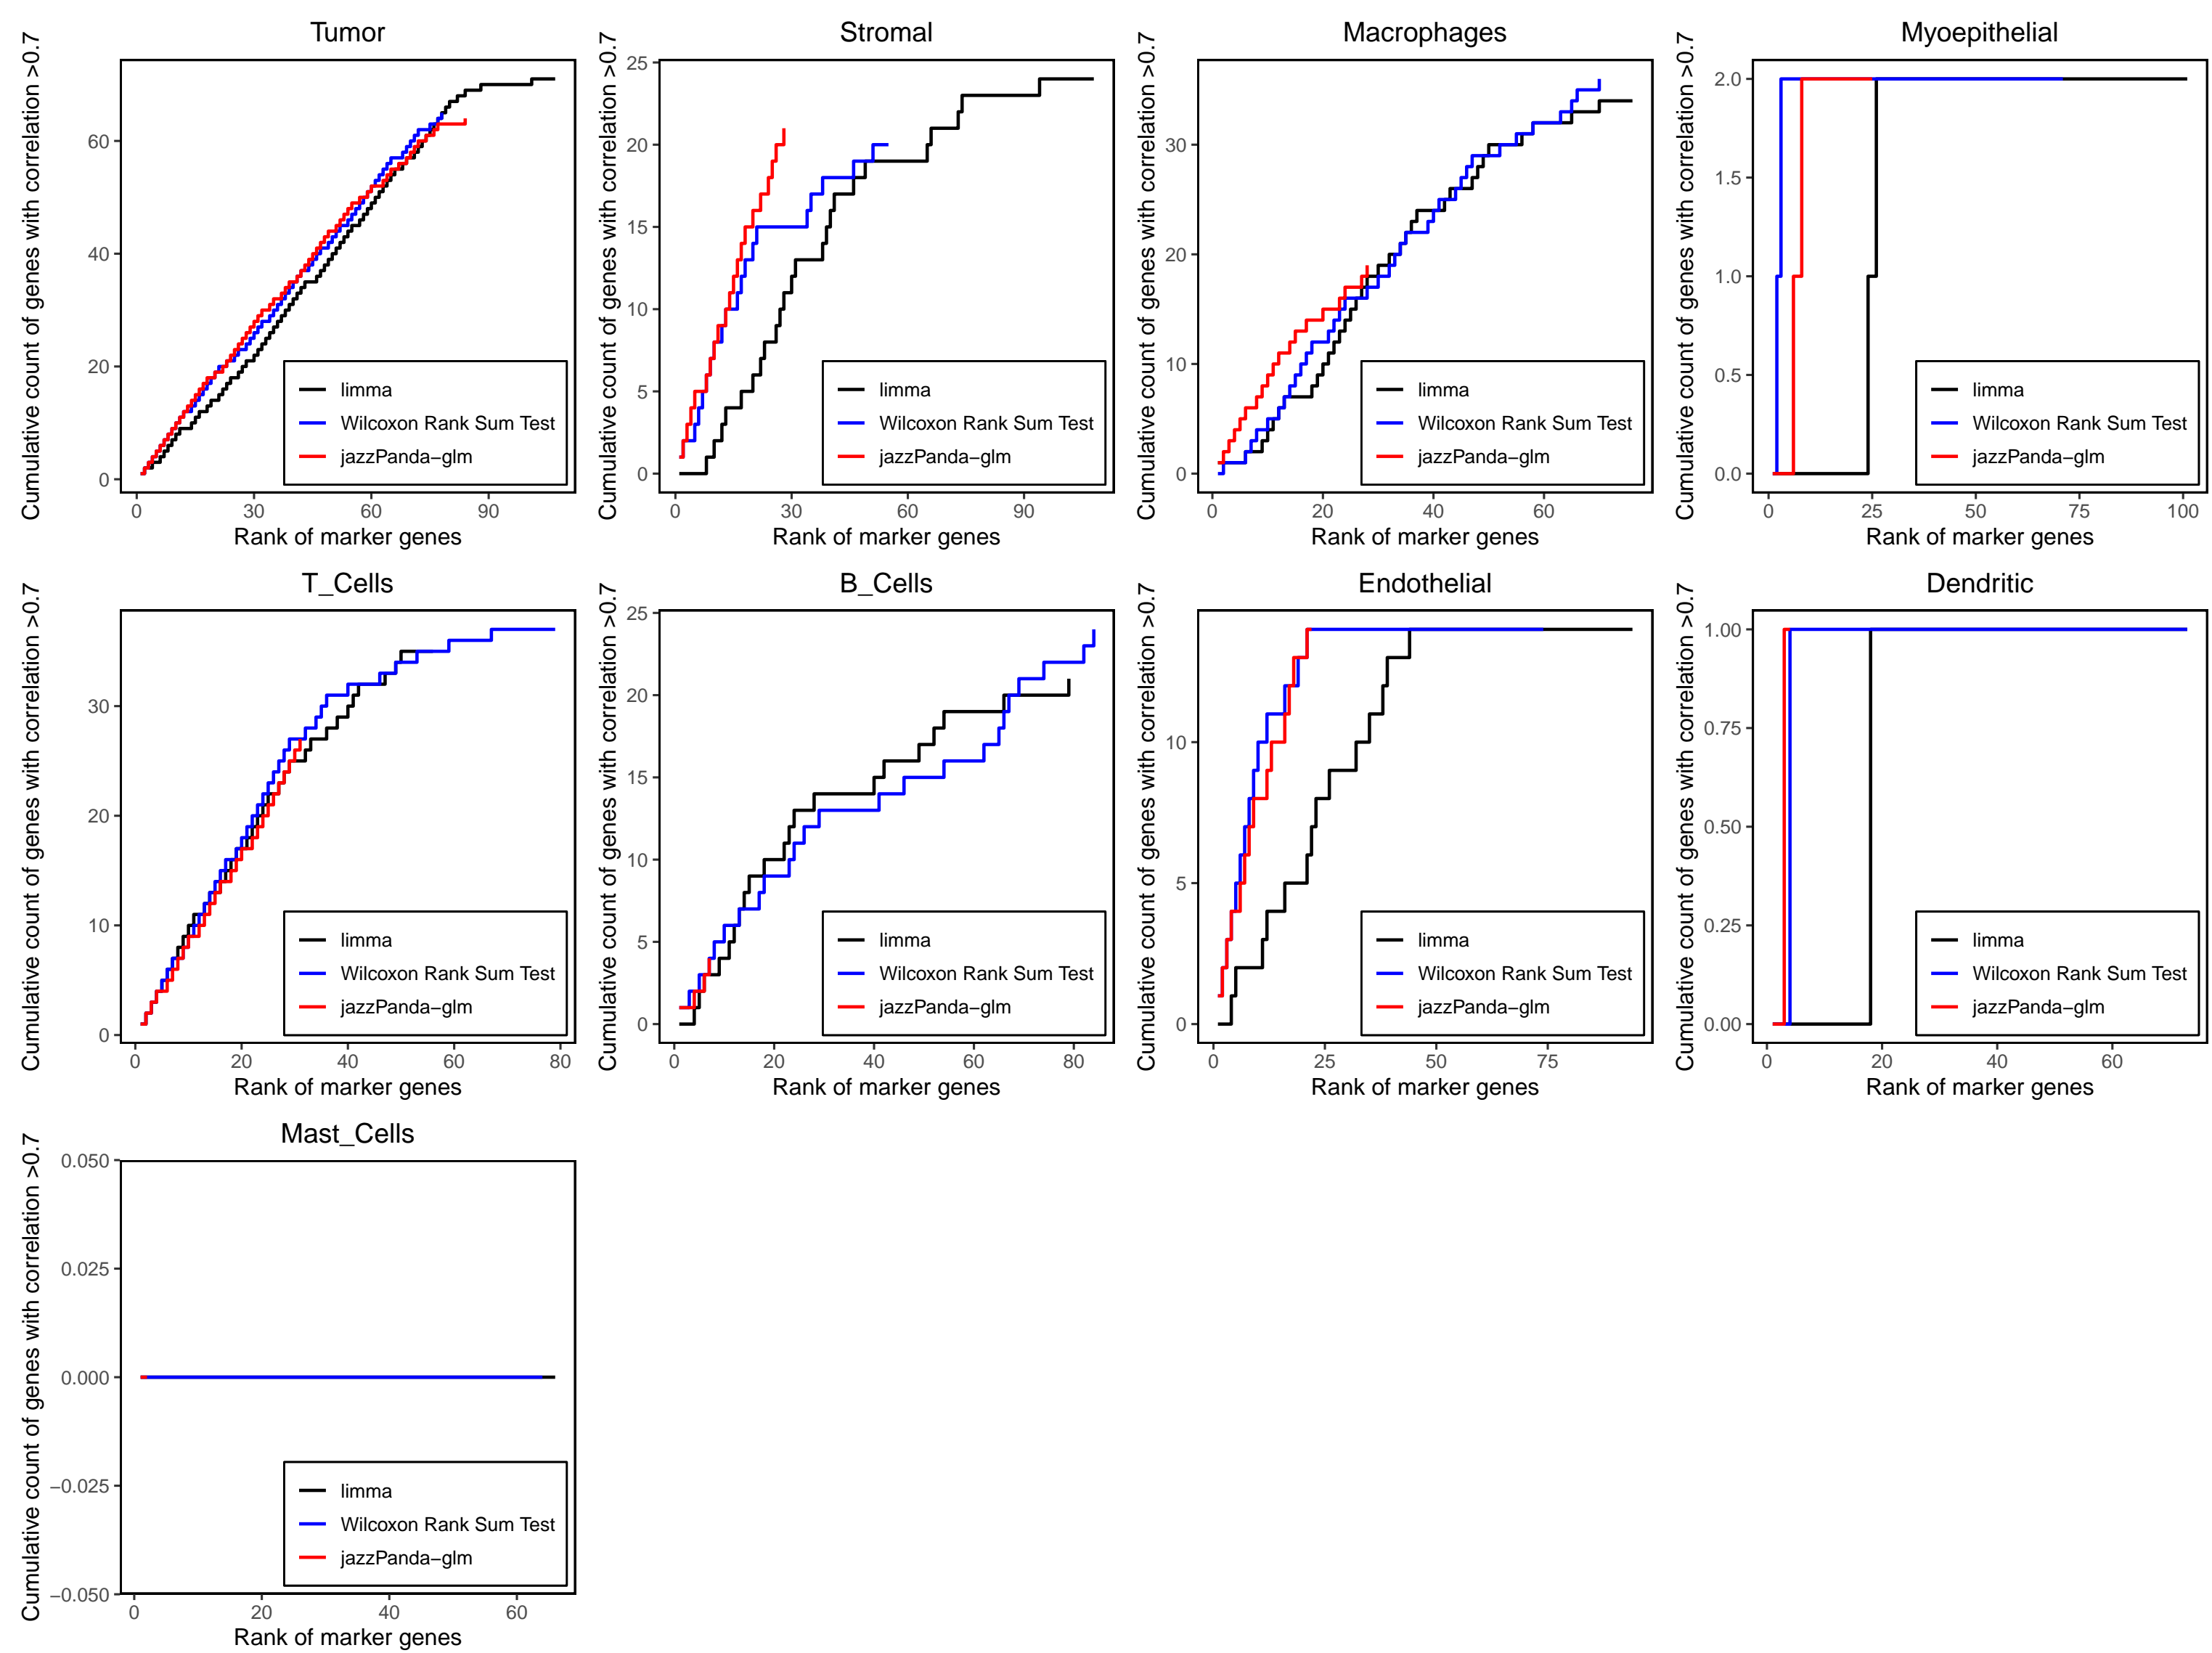 Tumor
Cumulative count of genes with correlation >0.7
60
40
20
0
limma
Wilcoxon Rank Sum Test
jazzPanda−glm
0 30 60 90
Rank of marker genes
Stromal
Cumulative count of genes with correlation >0.7
25
20
15
10
5
0
limma
Wilcoxon Rank Sum Test
jazzPanda−glm
0 30 60 90
Rank of marker genes
Macrophages
Cumulative count of genes with correlation >0.7
30
20
10
0
limma
Wilcoxon Rank Sum Test
jazzPanda−glm
0 20 40 60
Rank of marker genes
Myoepithelial
Cumulative count of genes with correlation >0.7
2.0
1.5
1.0
0.5
0.0
limma
Wilcoxon Rank Sum Test
jazzPanda−glm
0 25 50 75 100
Rank of marker genes
T_Cells
Cumulative count of genes with correlation >0.7
30
20
10
0
limma
Wilcoxon Rank Sum Test
jazzPanda−glm
0 20 40 60 80
Rank of marker genes
B_Cells
Cumulative count of genes with correlation >0.7
25
20
15
10
5
0
limma
Wilcoxon Rank Sum Test
jazzPanda−glm
0 20 40 60 80
Rank of marker genes
Endothelial
Cumulative count of genes with correlation >0.7
10
5
0
limma
Wilcoxon Rank Sum Test
jazzPanda−glm
0 25 50 75
Rank of marker genes
Dendritic
Cumulative count of genes with correlation >0.7
1.00
0.75
0.50
0.25
0.00
limma
Wilcoxon Rank Sum Test
jazzPanda−glm
0 20 40 60
Rank of marker genes
Mast_Cells
Cumulative count of genes with correlation >0.7
0.050
0.025
0.000
−0.025
−0.050
limma
Wilcoxon Rank Sum Test
jazzPanda−glm
0 20 40 60
Rank of marker genes